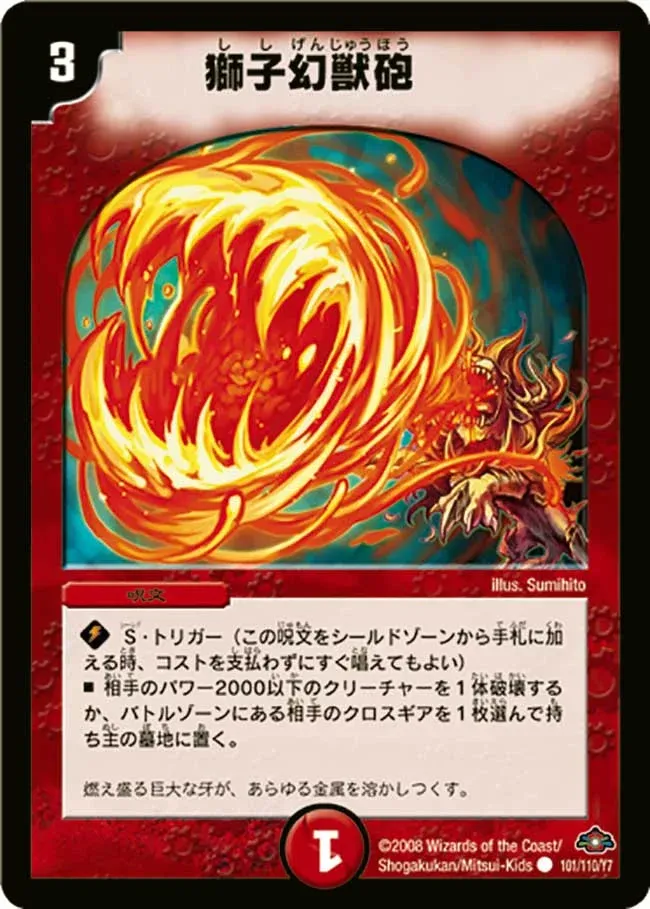 3
しし げんじゅうほう
獅子幻獣砲
illus. Sumihito
呪文
S・トリガー（この呪文をシールドゾーンから手札に加
える時、コストを支払わずにすぐ唱えてもよい）
■ 相手のパワー2000以下のクリーチャーを１体破壊する
か、バトルゾーンにある相手のクロスギアを１枚選んで持
ち主の墓地に置く。
燃え盛る巨大な牙が、あらゆる金属を溶かしつくす。
1
©2008 Wizards of the Coast/
Shogakukan/Mitsui-Kids ● 101/110/Y7